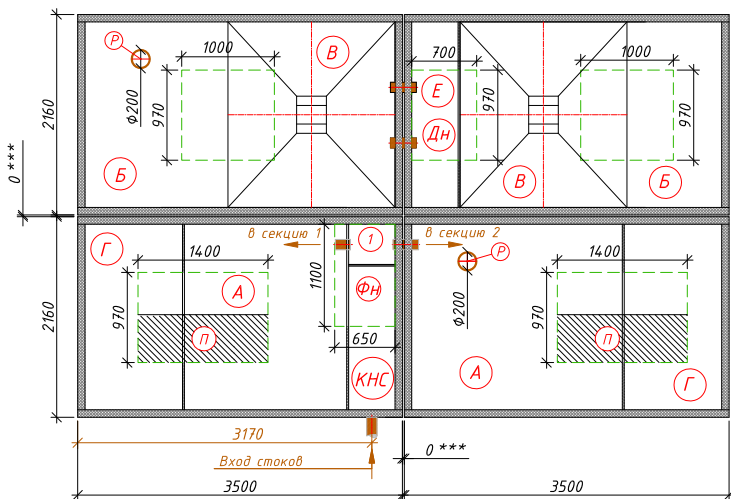 Р
1000
В
700
Е
1000
2160
Ф200
970
970
970
Дн
0 ***
Б
В
Б
в секцию 1
1
в секцию 2
Г
1400
Р
1400
970
А
1100
Фн
Ф200
970
2160
П
650
П
КНС
А
Г
3170
0 ***
Вход стоков
3500
3500